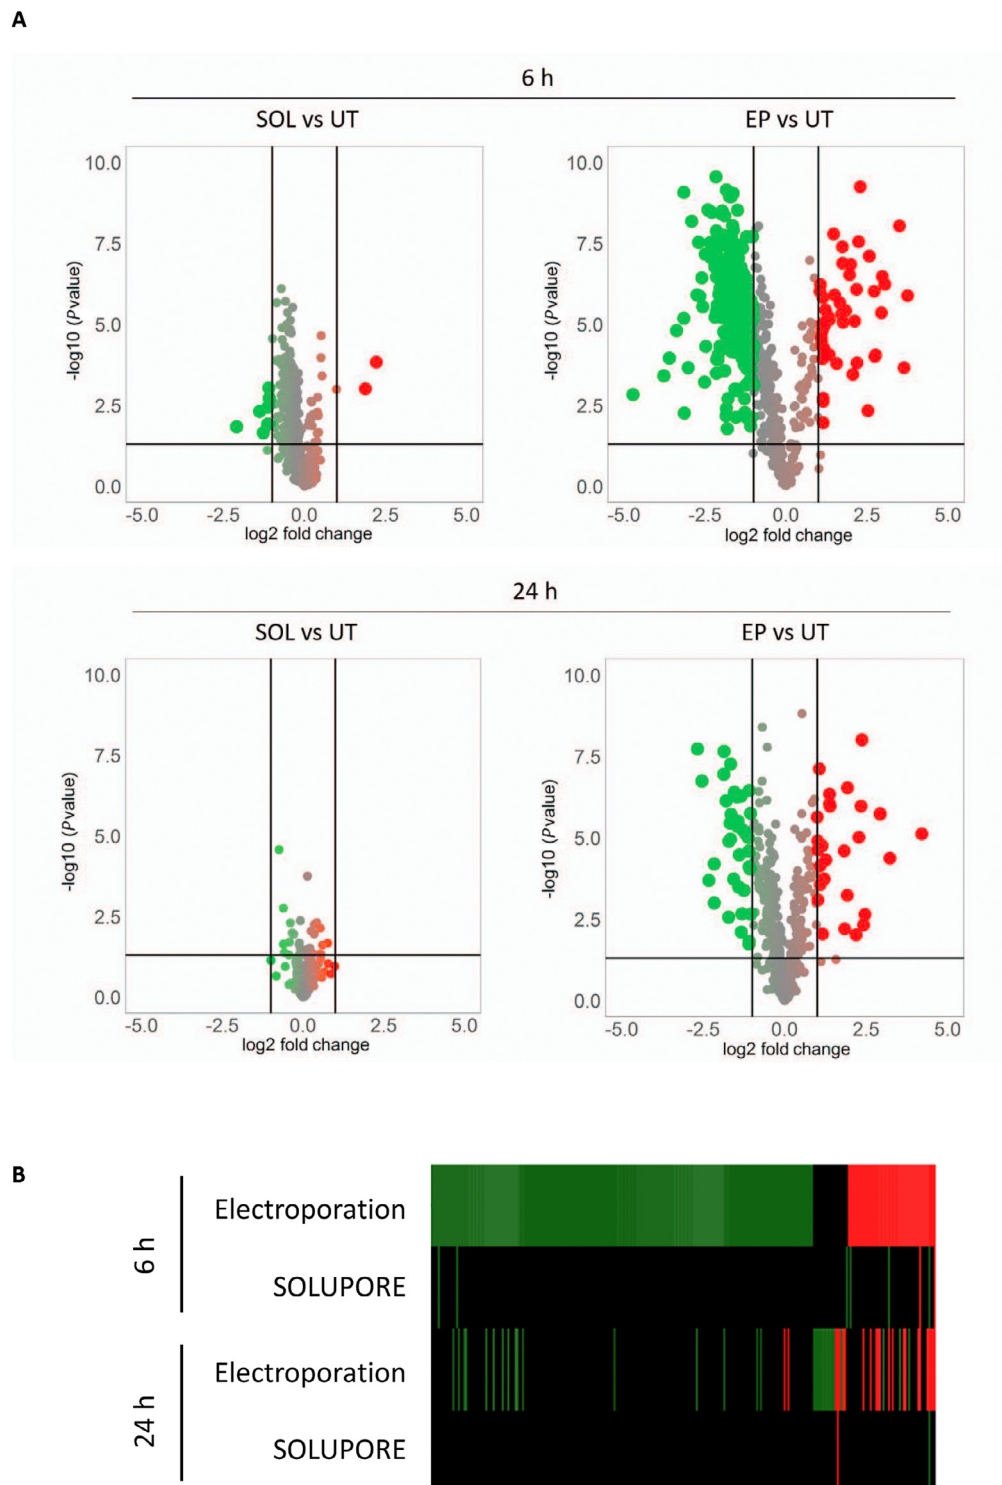 A
6 h
SOL vs UT
EP vs UT
10.0
7.5
5.0
2.5
0.0
-log10 (Pvalue)
-5.0 -2.5 0.0 2.5 5.0
log2 fold change
10.0
7.5
5.0
2.5
0.0
-log10 (Pvalue)
-5.0 -2.5 0.0 2.5 5.0
log2 fold change
24 h
SOL vs UT
EP vs UT
10.0
7.5
5.0
2.5
0.0
-log10 (Pvalue)
-5.0 -2.5 0.0 2.5 5.0
log2 fold change
10.0
7.5
5.0
2.5
0.0
-log10 (Pvalue)
-5.0 -2.5 0.0 2.5 5.0
log2 fold change
B
6 h
Electroporation
SOLUPORE
24 h
Electroporation
SOLUPORE